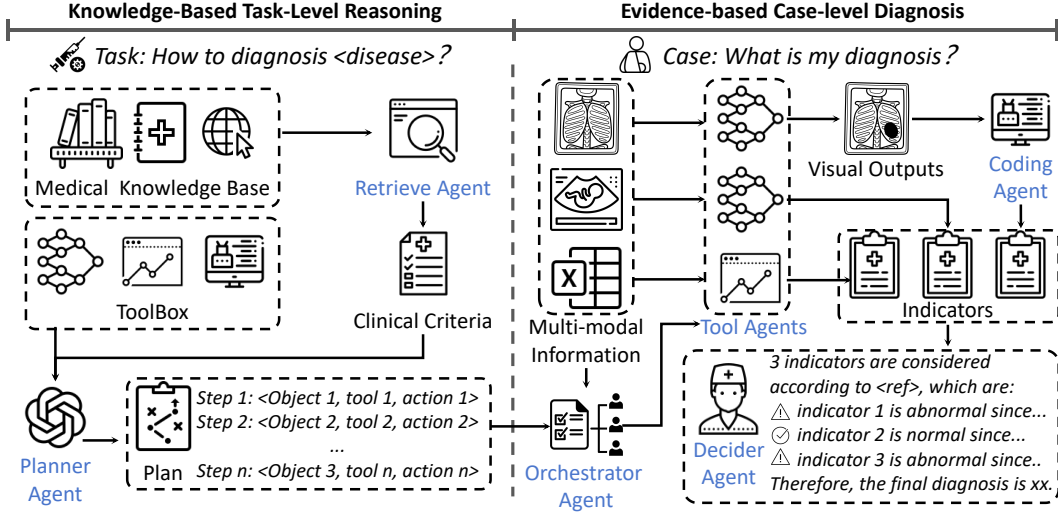 Knowledge-Based Task-Level Reasoning
Task: How to diagnosis <disease>?
Medical Knowledge Base
Retrieve Agent
ToolBox
Clinical Criteria
Planner
Agent
Plan
Step 1: <Object 1, tool 1, action 1>
Step 2: <Object 2, tool 2, action 2>
...
Step n: <Object 3, tool n, action n>
Evidence-based Case-level Diagnosis
Case: What is my diagnosis?
X
Multi-modal
Information
Tool Agents
Visual Outputs
Coding
Agent
Indicators
Orchestrator
Agent
Decider
Agent
3 indicators are considered
according to <ref>, which are:
indicator 1 is abnormal since...
indicator 2 is normal since...
indicator 3 is abnormal since..
Therefore, the final diagnosis is xx.